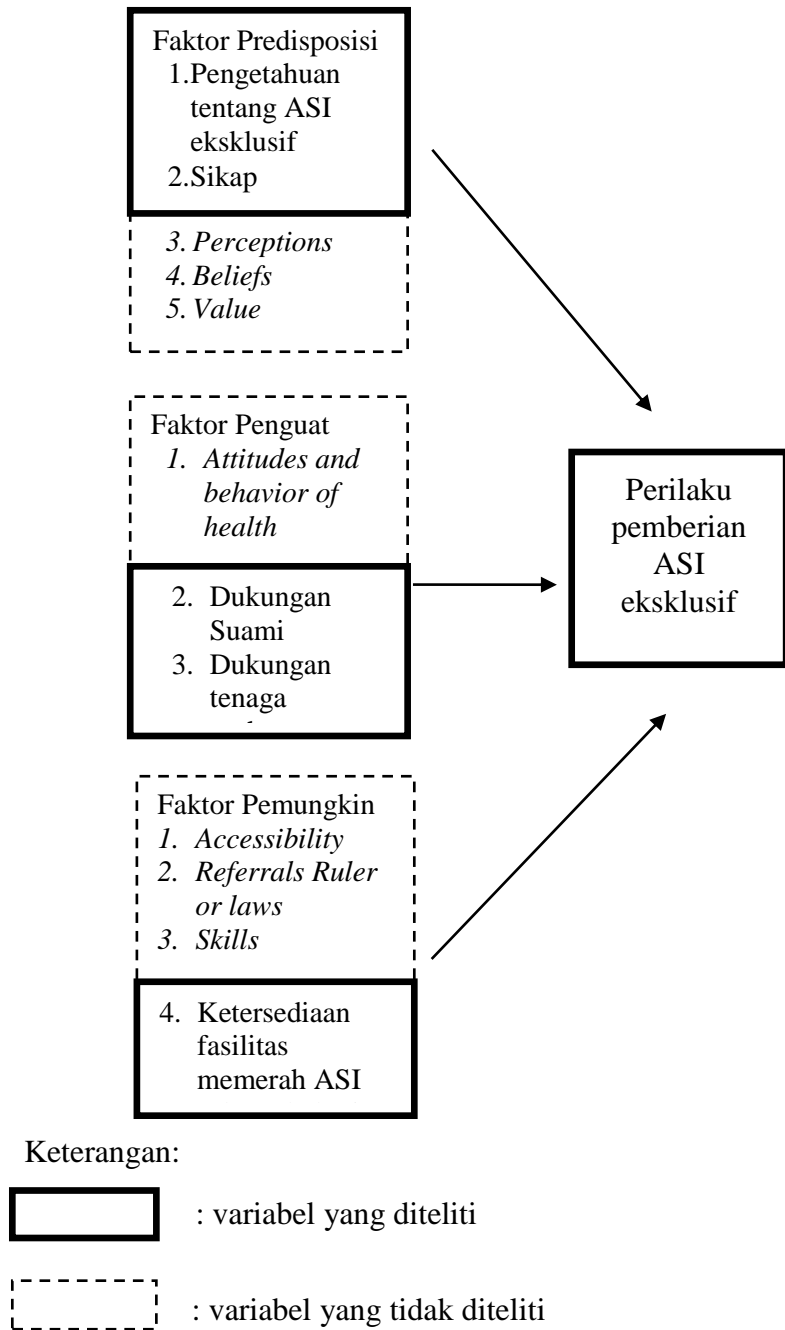 Faktor Predisposisi
1.Pengetahuan
tentang ASI
eksklusif
2.Sikap
3. Perceptions
4. Beliefs
5. Value
Faktor Penguat
1. Attitudes and
behavior of
health
2. Dukungan
Suami
3. Dukungan
tenaga
Perilaku
pemberian
ASI
eksklusif
Faktor Pemungkin
1. Accessibility
2. Referrals Ruler
or laws
3. Skills
4. Ketersediaan
fasilitas
memerah ASI
Keterangan:
: variabel yang diteliti
: variabel yang tidak diteliti